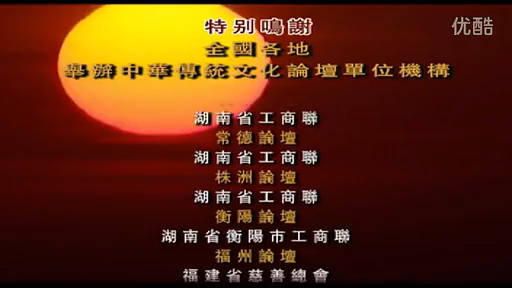 特别鳴謝
優酷
全國各地
舉辦中華傳統文化論壇單位機構
湖南省工商聯
常德論壇
湖南省工商聯
株洲論壇
湖南省工商聯
衡陽論壇
湖南省衡陽市工商聯
福州論壇
福建省慈善總會